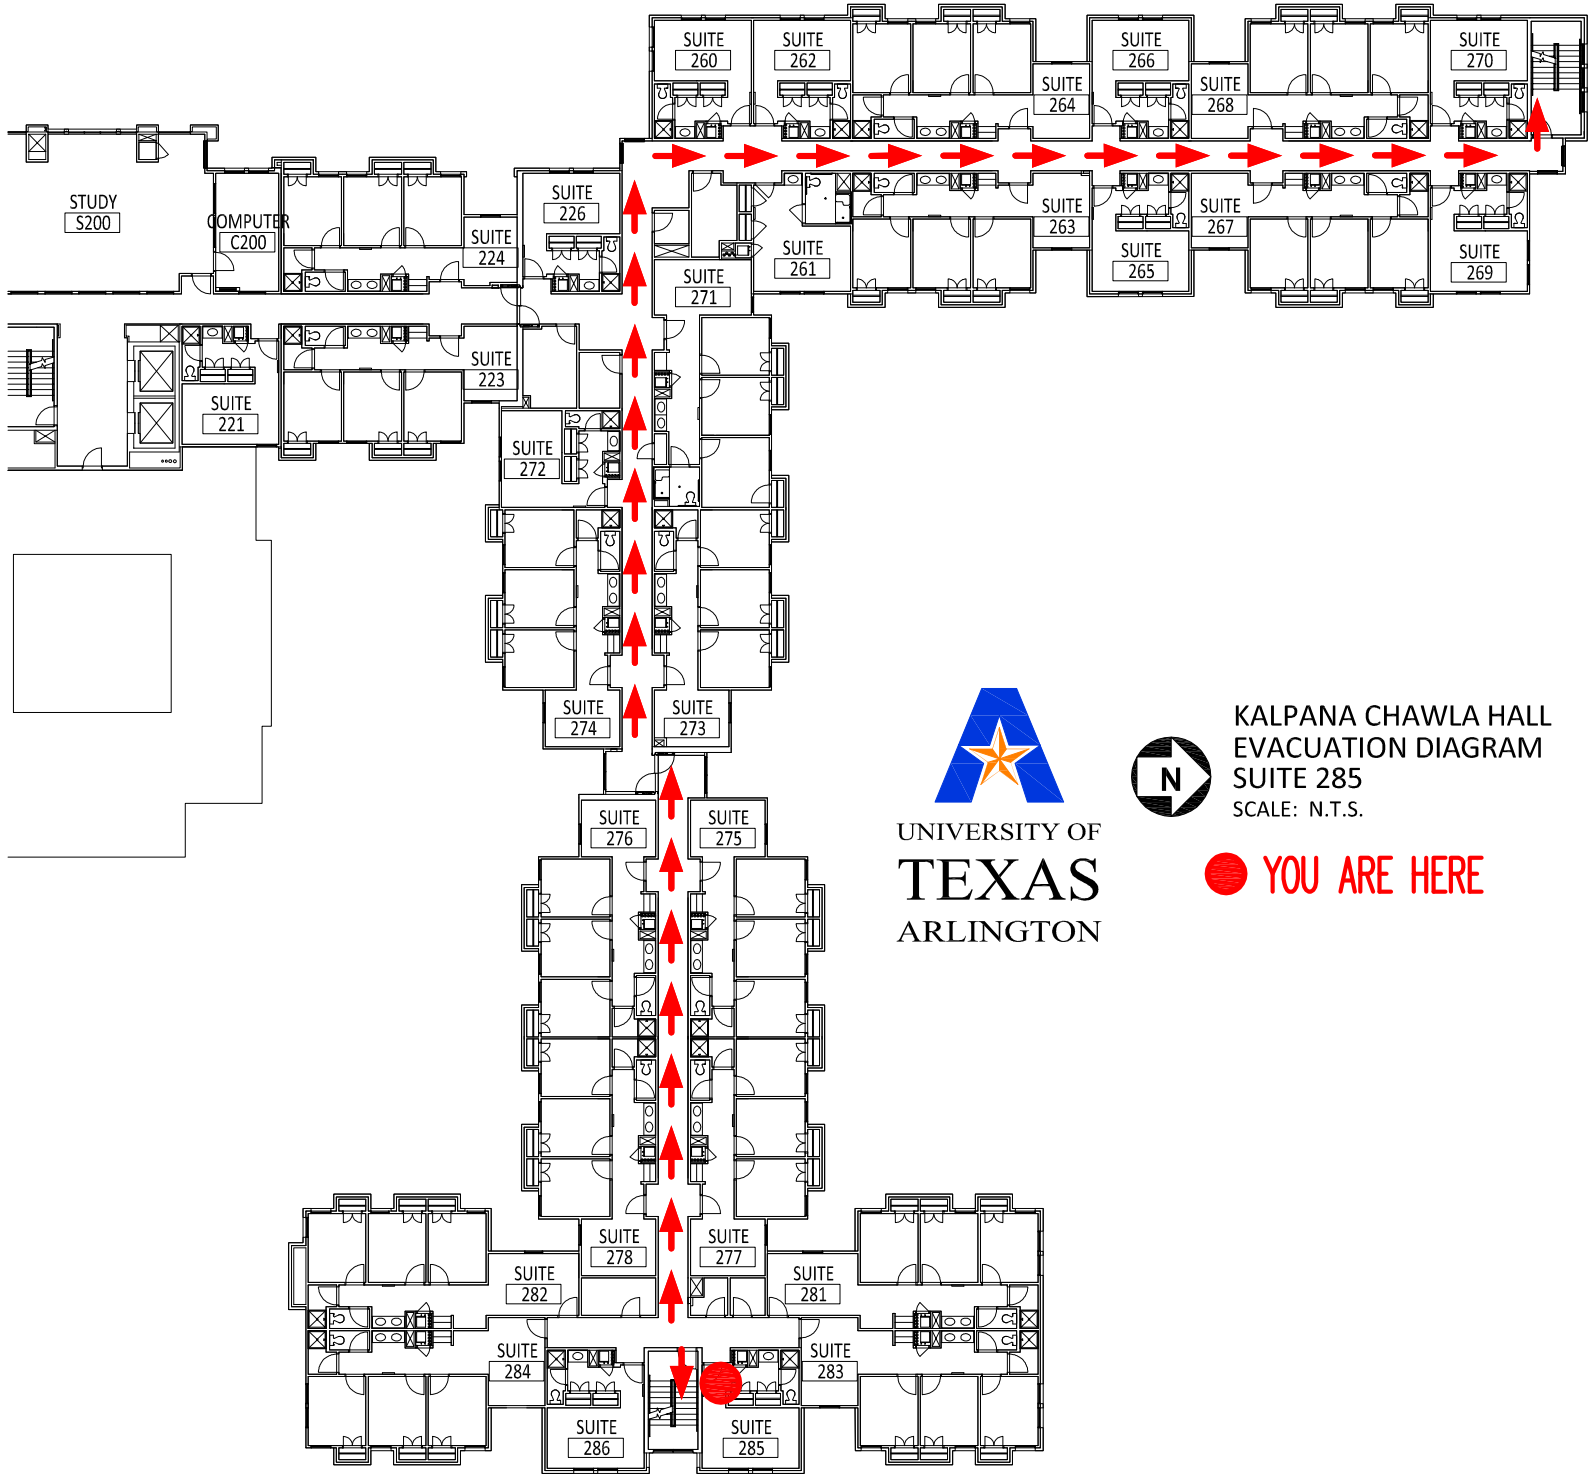 SUITE
260
SUITE
262
SUITE
264
SUITE
266
SUITE
268
SUITE
270
STUDY
S200
COMPUTER
C200
SUITE
224
SUITE
226
SUITE
271
SUITE
261
SUITE
263
SUITE
265
SUITE
267
SUITE
269
SUITE
221
SUITE
223
SUITE
272
SUITE
274
SUITE
273
KALPANA CHAWLA HALL
EVACUATION DIAGRAM
SUITE 285
SCALE: N.T.S.
N
YOU ARE HERE
UNIVERSITY OF
TEXAS
ARLINGTON
SUITE
276
SUITE
275
SUITE
278
SUITE
277
SUITE
282
SUITE
281
SUITE
284
SUITE
283
SUITE
286
SUITE
285